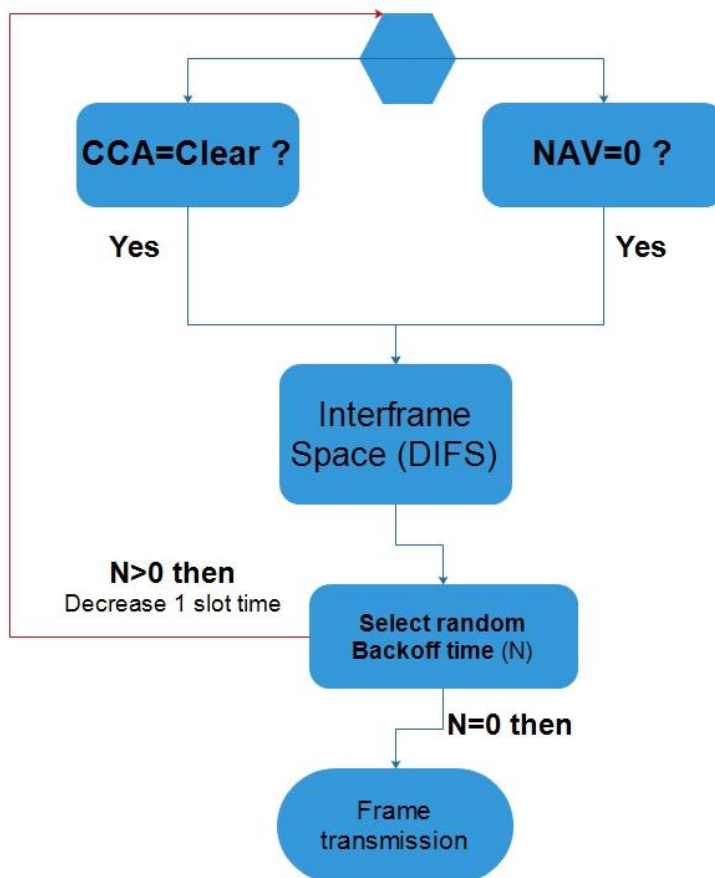 CCA=Clear ?
NAV=0 ?
Yes
Yes
Interframe
Space (DIFS)
N>0 then
Decrease 1 slot time
Select random
Backoff time (N)
N=0 then
Frame
transmission